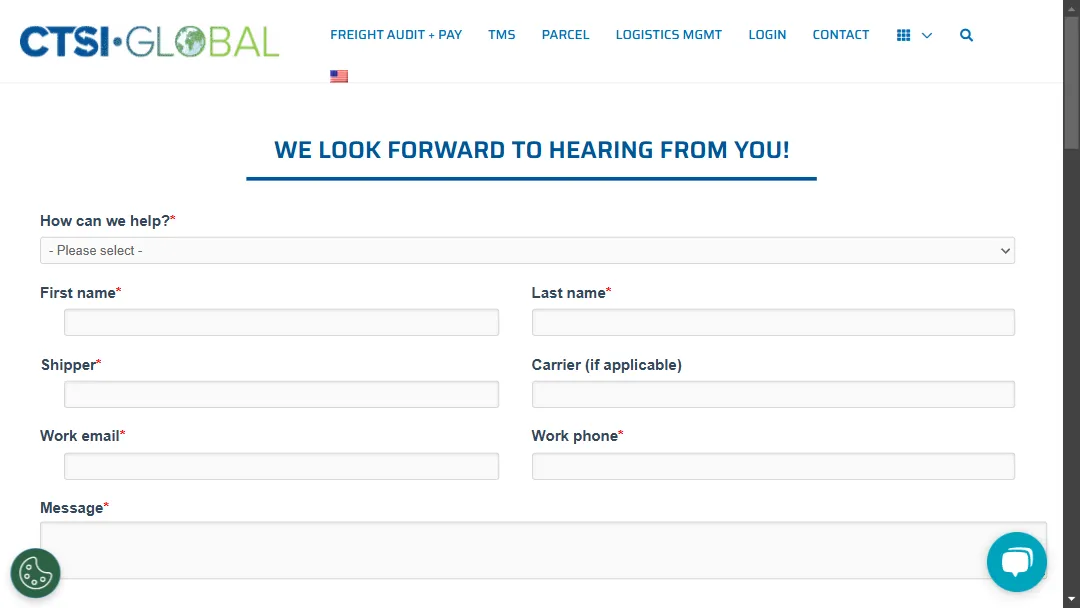 CTSI·GLOBAL
FREIGHT AUDIT + PAY TMS PARCEL LOGISTICS MGMT LOGIN CONTACT
WE LOOK FORWARD TO HEARING FROM YOU!
How can we help?*
- Please select -
First name* Last name*
Shipper* Carrier (if applicable)
Work email* Work phone*
Message*